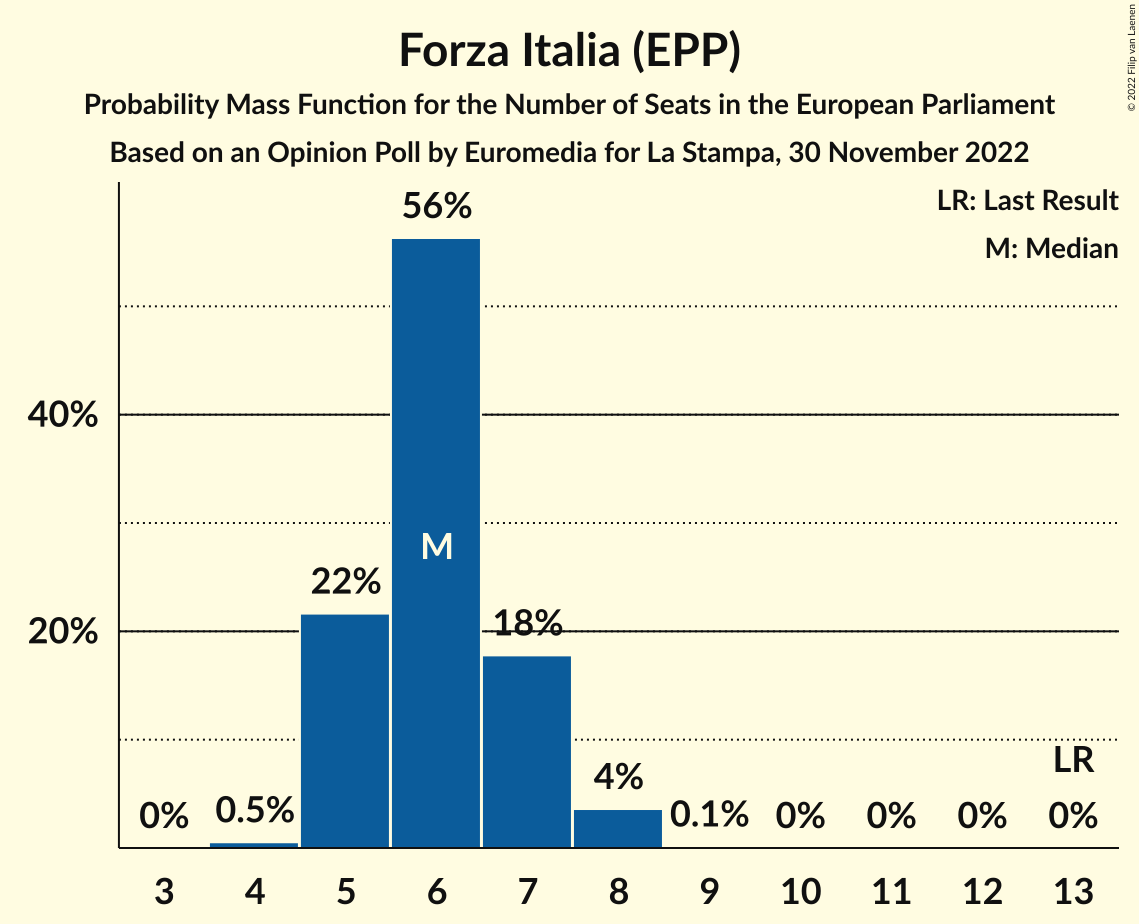 Forza Italia (EPP)
Probability Mass Function for the Number of Seats in the European Parliament
Based on an Opinion Poll by Euromedia for La Stampa, 30 November 2022
© 2022 Filip van Laenen
LR: Last Result
M: Median
56%
40%
M
22%
18%
20%
LR
4%
0% 0.5% 0.1% 0% 0% 0% 0%
3 4 5 6 7 8 9 10 11 12 13